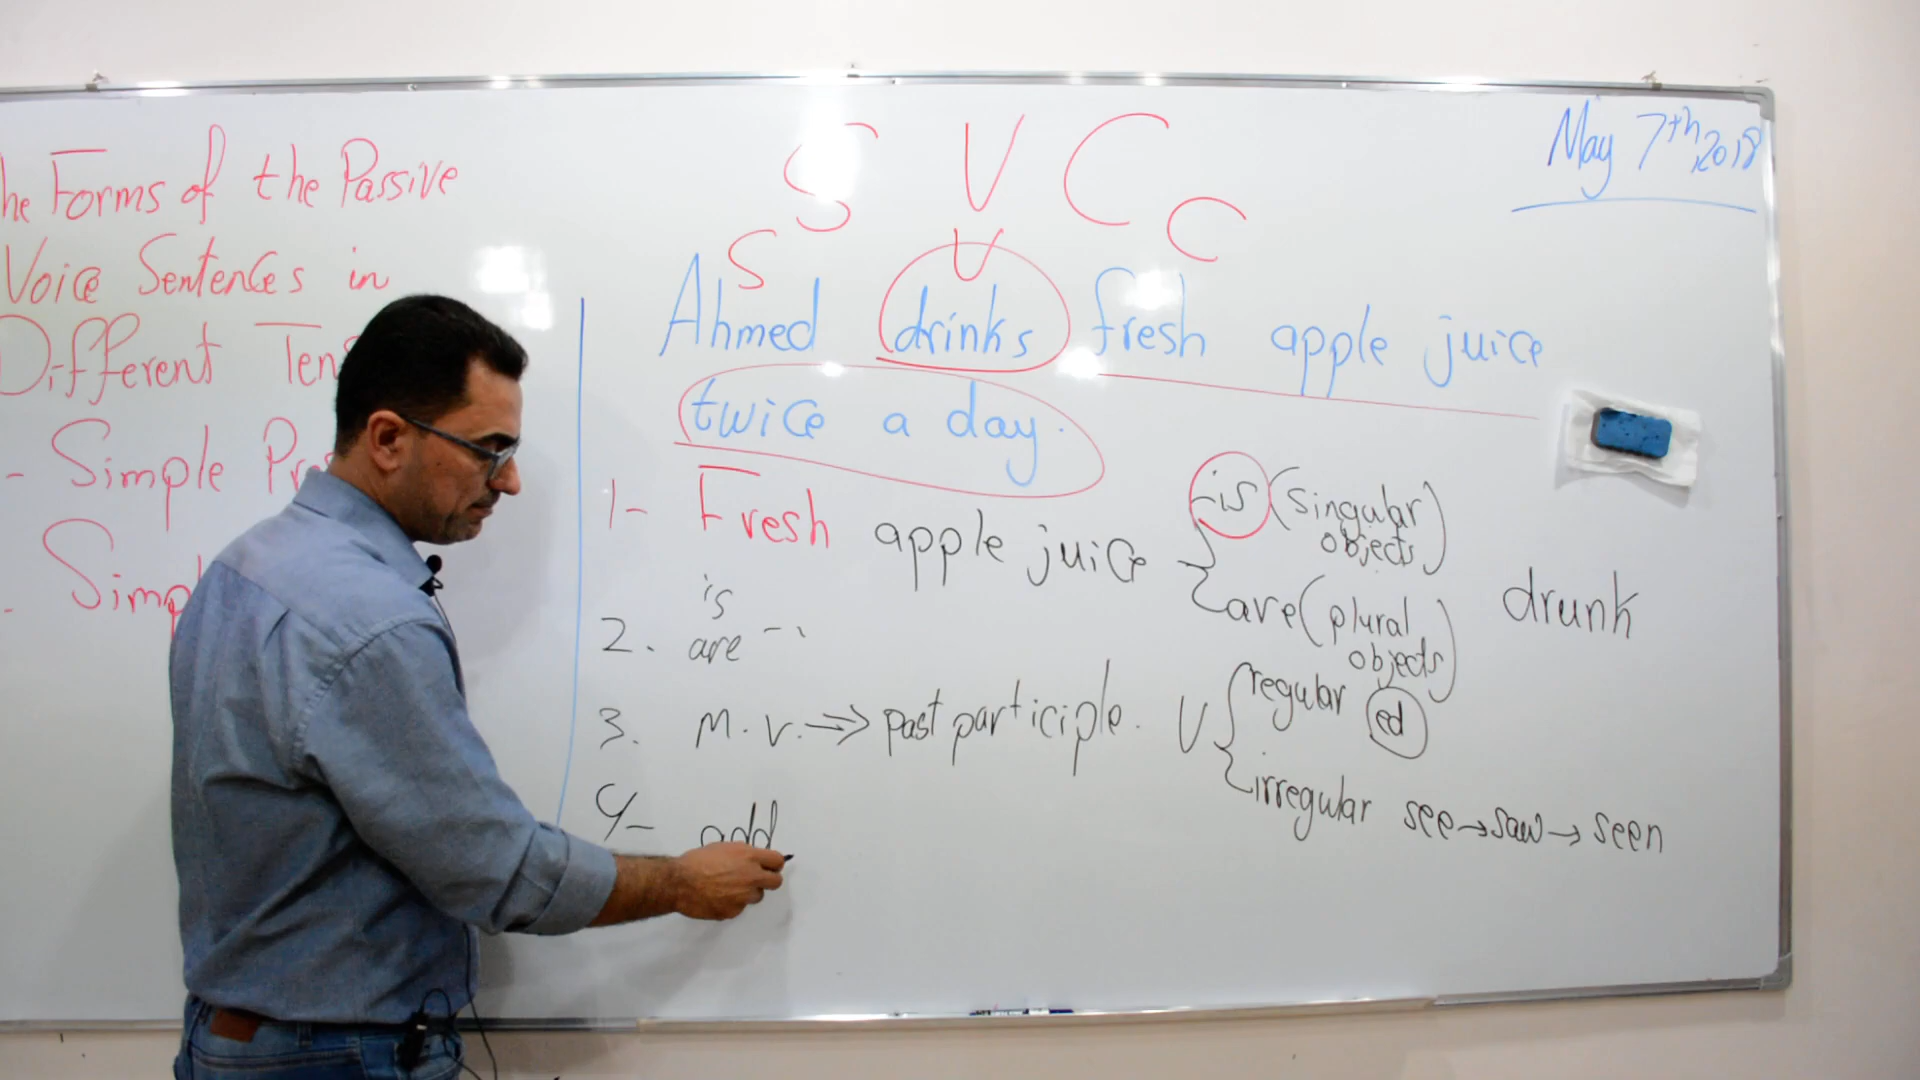 he Forms of the Passive
Voice Sentences in
Different Ten
- Simple Pres
. Simp
May 7th, 2018
S V C
S V C
Ahmed drinks fresh apple juice
twice a day.
1- Fresh apple juice
-is (singular
objects)
are (plural
objects)
drunk
is
2. are
3. M.V. => past participle. V
regular ed
irregular see → saw → seen
4- add